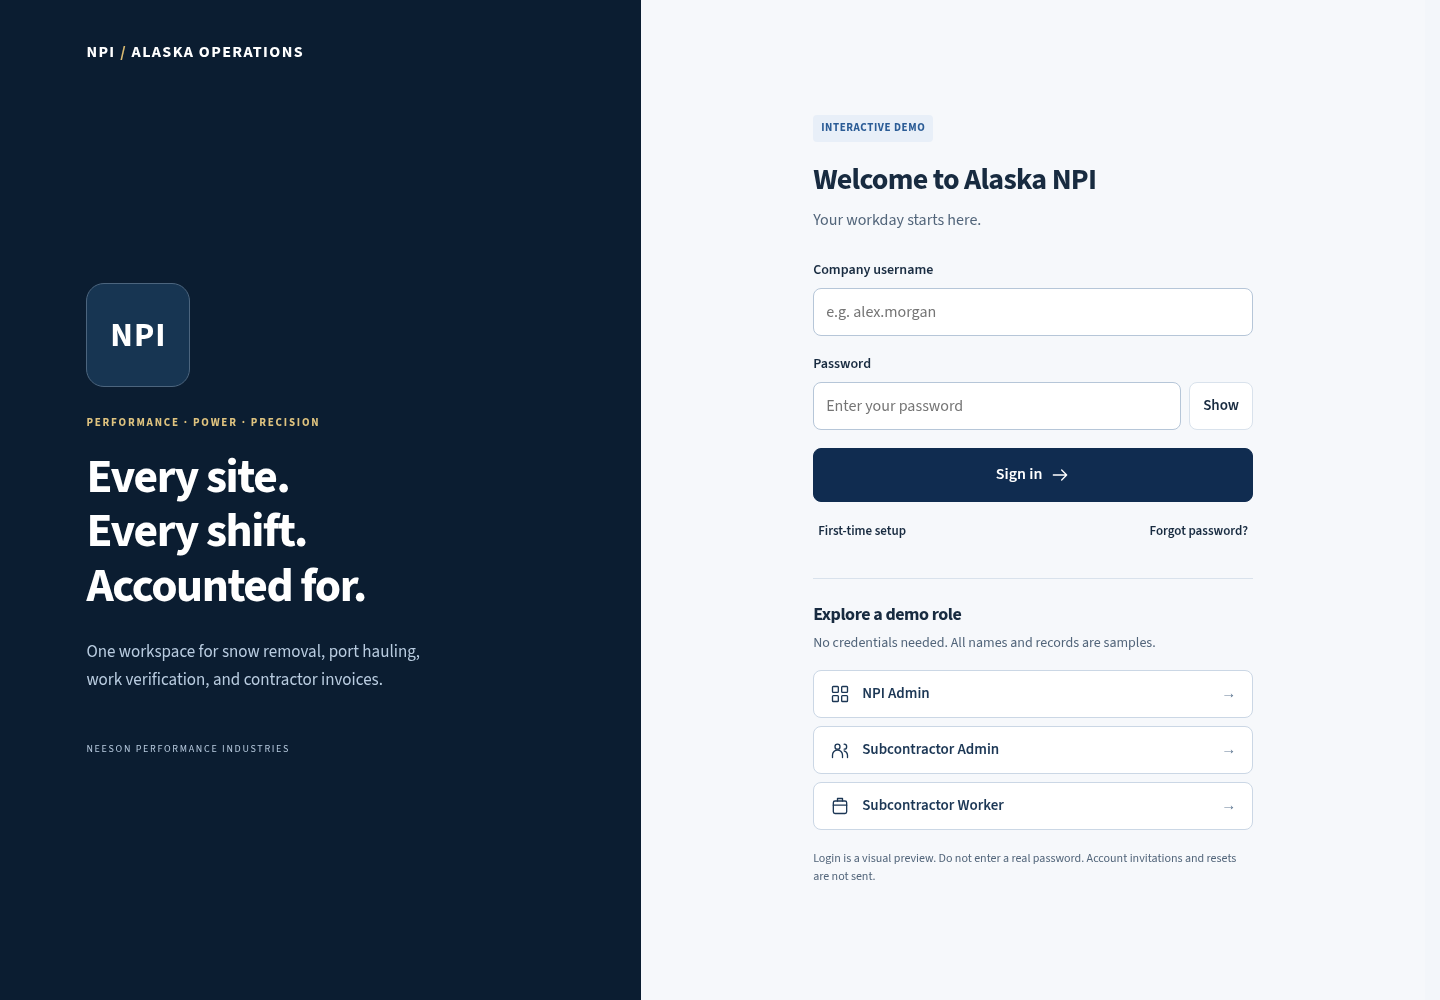 NPI / ALASKA OPERATIONS
NPI
PERFORMANCE · POWER · PRECISION
Every site.
Every shift.
Accounted for.
One workspace for snow removal, port hauling,
work verification, and contractor invoices.
NEESON PERFORMANCE INDUSTRIES
INTERACTIVE DEMO
Welcome to Alaska NPI
Your workday starts here.
Company username
e.g. alex.morgan
Password
Enter your password
Show
Sign in →
First-time setup
Forgot password?
Explore a demo role
No credentials needed. All names and records are samples.
NPI Admin →
Subcontractor Admin →
Subcontractor Worker →
Login is a visual preview. Do not enter a real password. Account invitations and resets
are not sent.